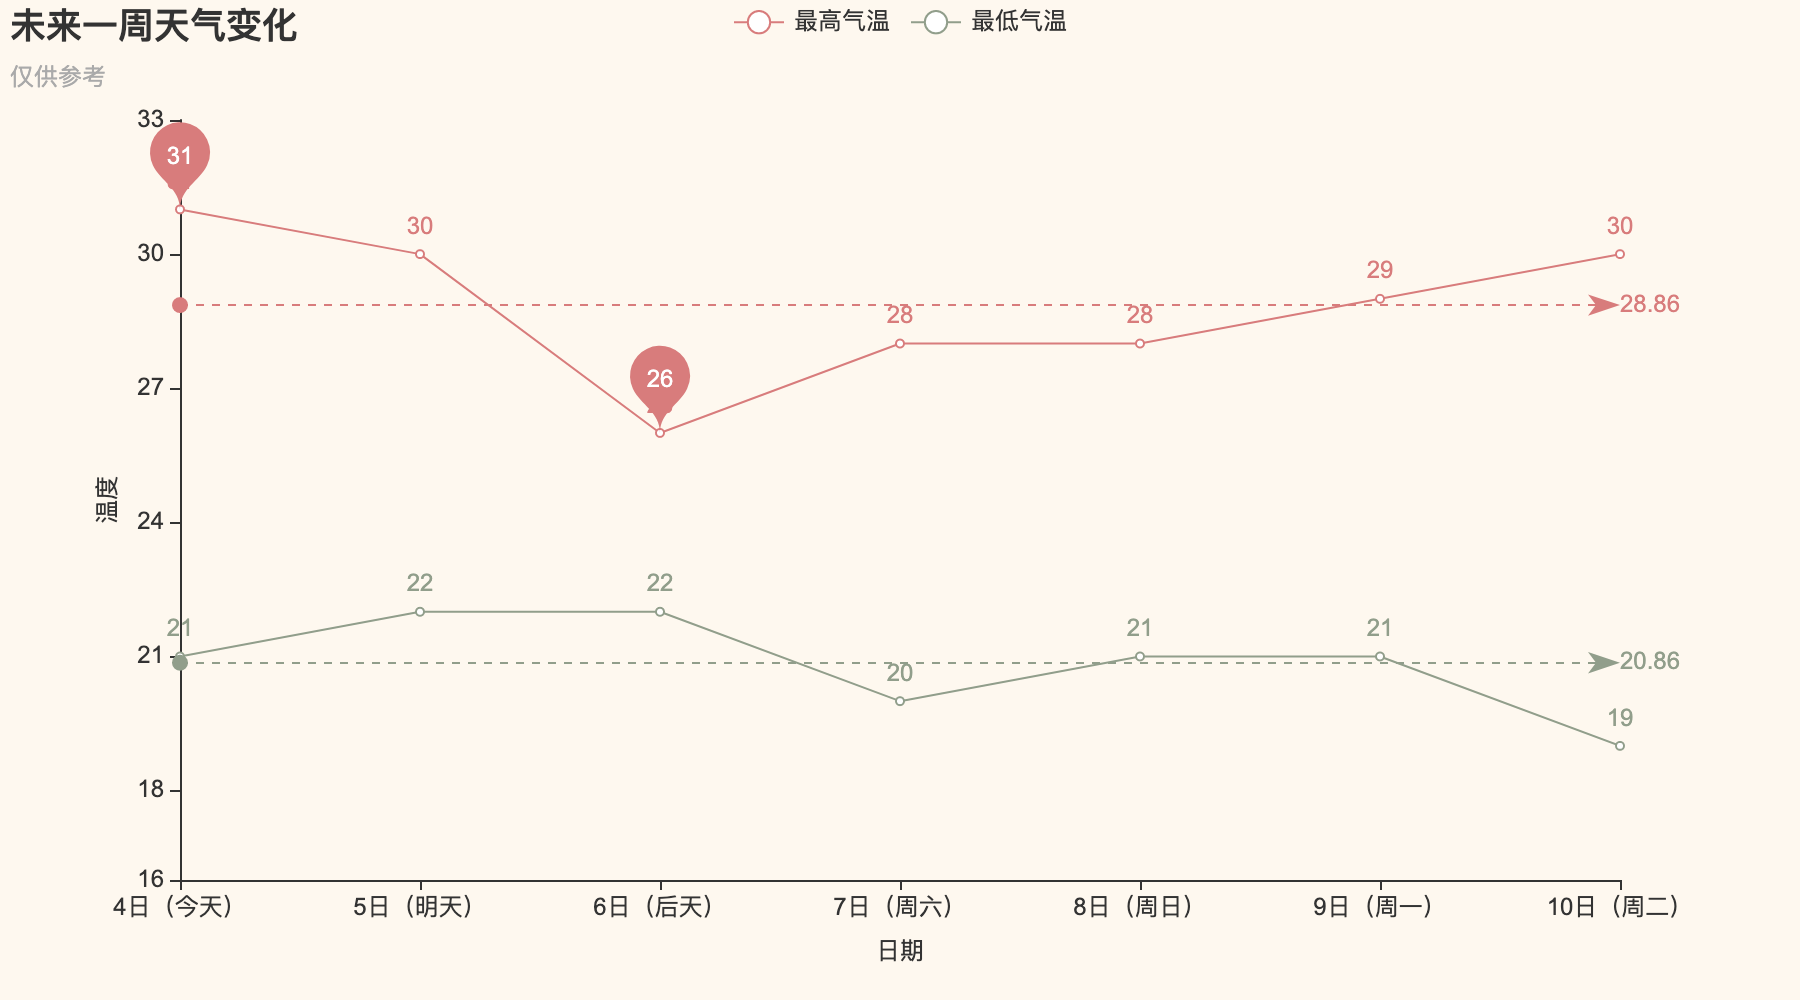 未来一周天气变化
仅供参考
最高气温
最低气温
33
30
27
24
21
18
16
温度
31
30
26
28
28
29
30
28.86
21
22
22
20
21
21
19
20.86
4日（今天）
5日（明天）
6日（后天）
7日（周六）
8日（周日）
9日（周一）
10日（周二）
日期